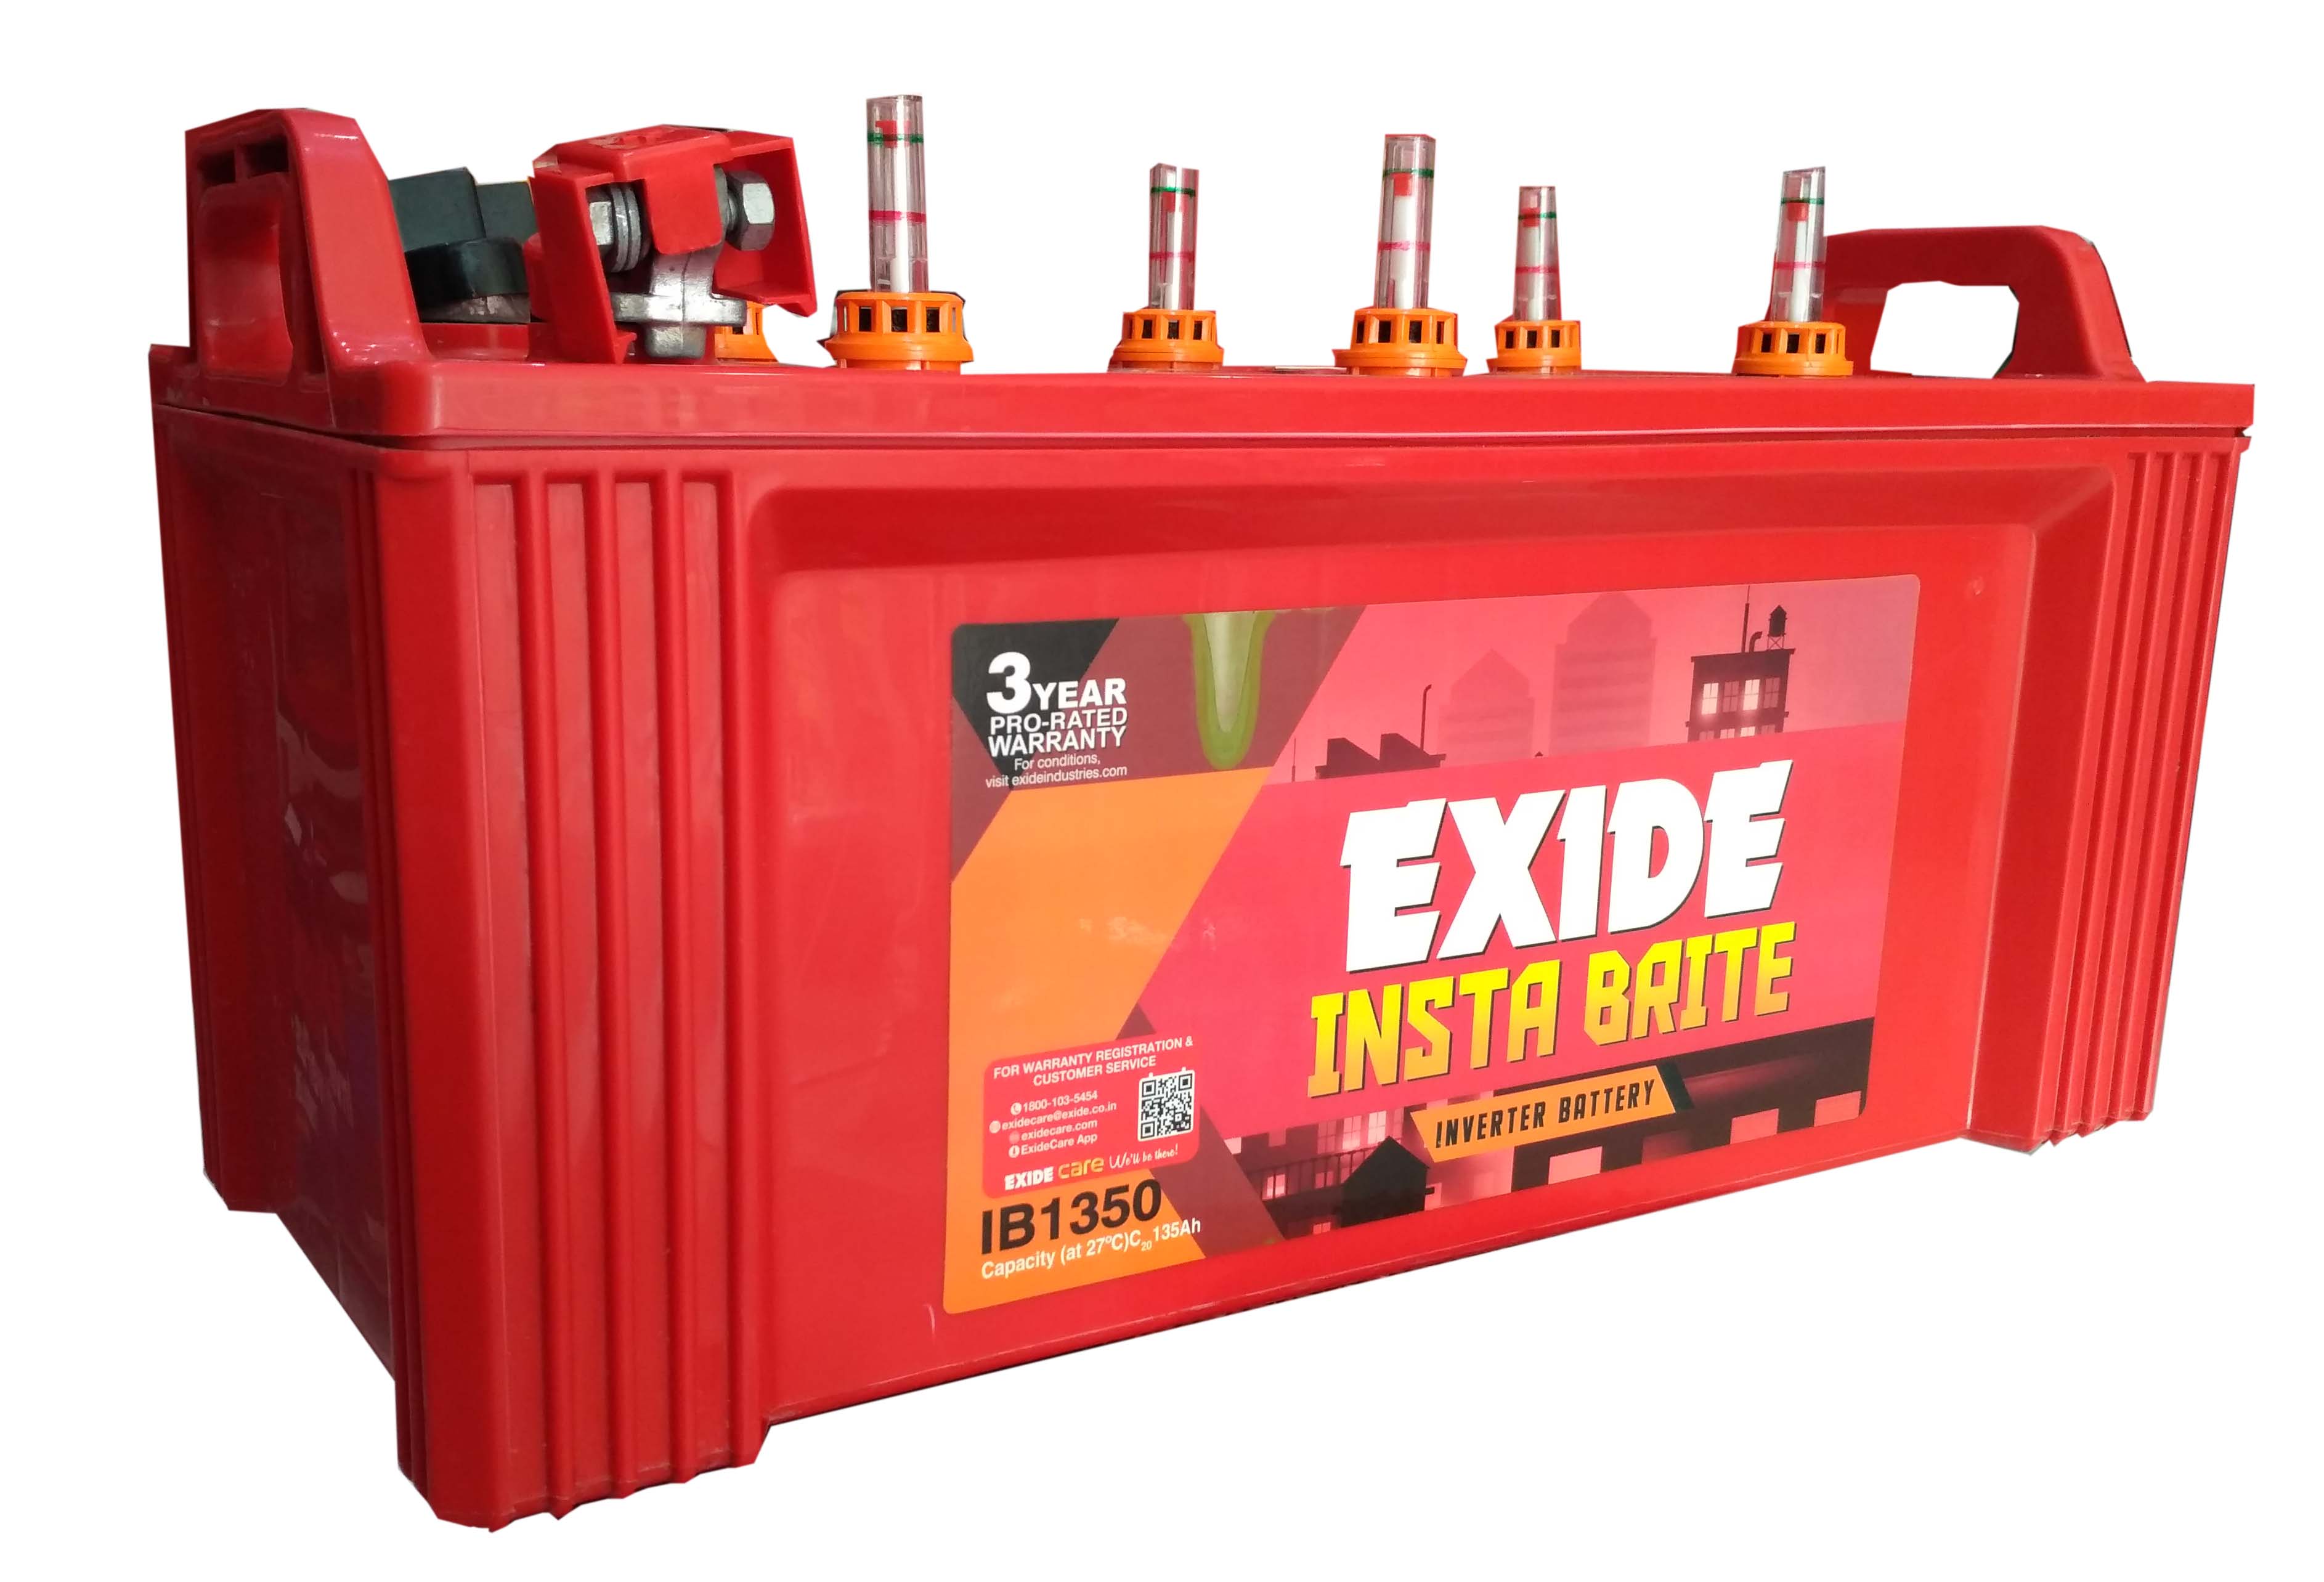 3 YEAR
PRO-RATED
WARRANTY
For conditions,
visit exideindustries.com
EXIDE
INSTA BRITE
INVERTER BATTERY
FOR WARRANTY REGISTRATION &
CUSTOMER SERVICE
1800-103-5454
exidecare@exide.co.in
exidecare.com
ExideCare App
EXIDE care We'll be there!
IB1350
Capacity (at 27°C)C20 135Ah